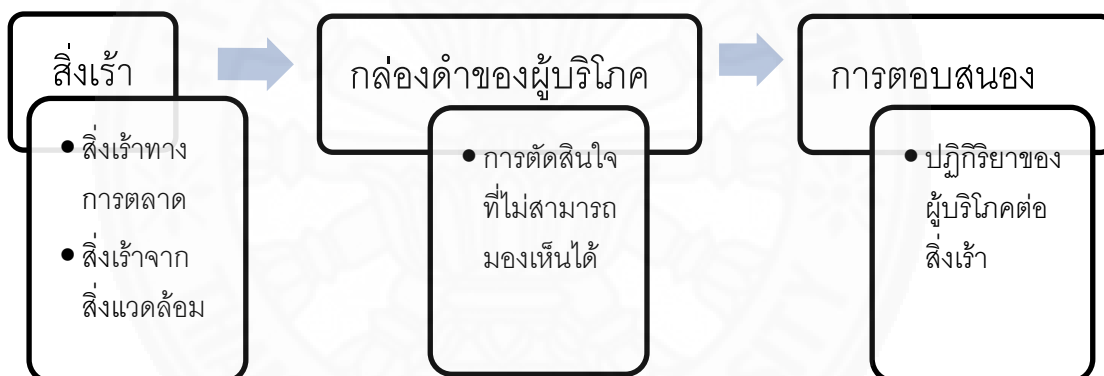 สิ่งเร้า
• สิ่งเร้าทาง
การตลาด
• สิ่งเร้าจาก
สิ่งแวดล้อม
กล่องดำของผู้บริโภค
• การตัดสินใจ
ที่ไม่สามารถ
มองเห็นได้
การตอบสนอง
• ปฏิกิริยาของ
ผู้บริโภคต่อ
สิ่งเร้า